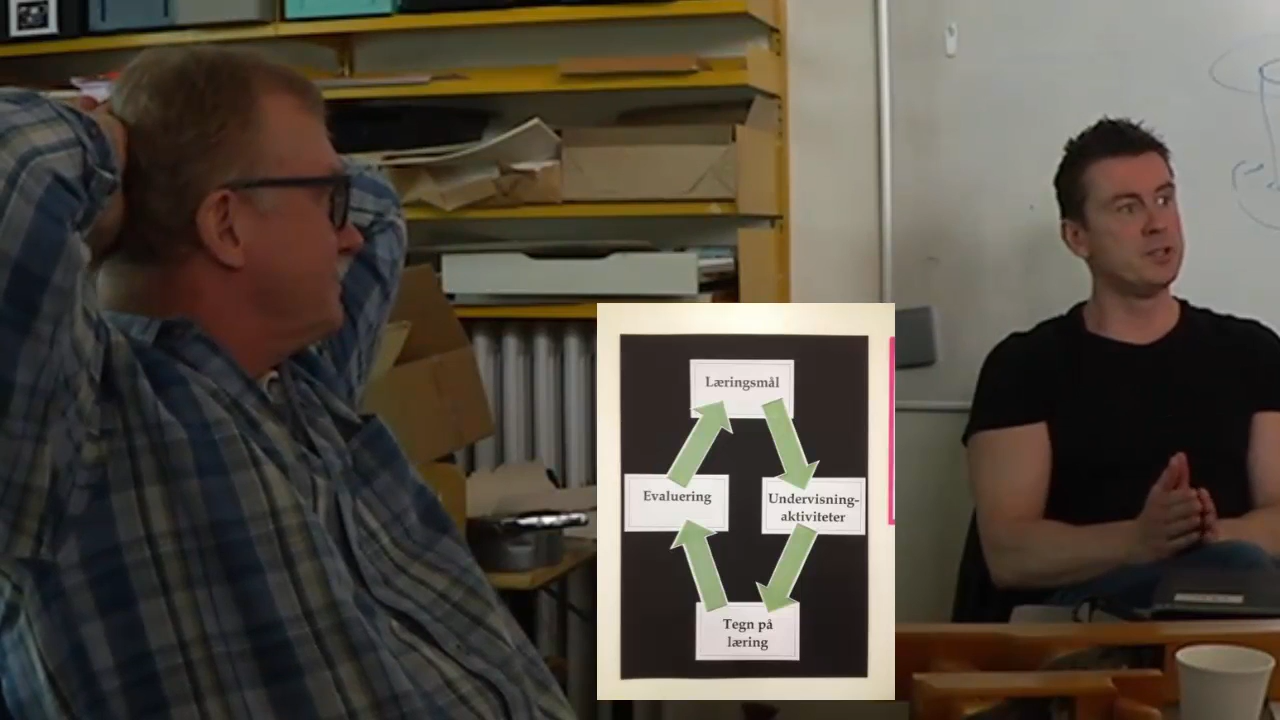 Læringsmål
Evaluering
Undervisning-
aktiviteter
Tegn på
læring